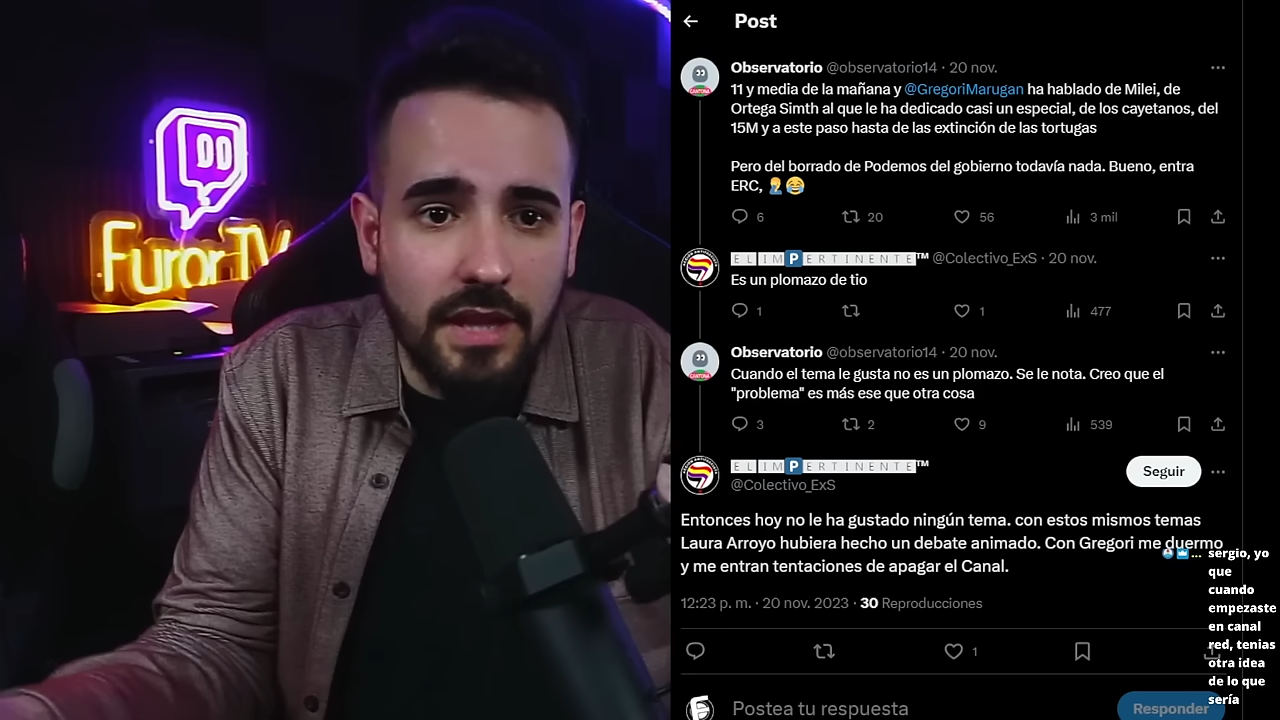 Furor TV
Post
Observatorio @observatorio14 · 20 nov.
11 y media de la mañana y @GregoriMarugan ha hablado de Milei, de
Ortega Simth al que le ha dedicado casi un especial, de los cayetanos, del
15M y a este paso hasta de las extinción de las tortugas
Pero del borrado de Podemos del gobierno todavía nada. Bueno, entra
ERC, 🤦‍♂️😂
6 20 56 3 mil
E L I M P E R T I N E N T E™ @Colectivo_ExS · 20 nov.
Es un plomazo de tio
1 1 477
Observatorio @observatorio14 · 20 nov.
Cuando el tema le gusta no es un plomazo. Se le nota. Creo que el
"problema" es más ese que otra cosa
3 2 9 539
E L I M P E R T I N E N T E™
@Colectivo_ExS
Seguir
Entonces hoy no le ha gustado ningún tema. con estos mismos temas
Laura Arroyo hubiera hecho un debate animado. Con Gregori me duermo
y me entran tentaciones de apagar el Canal.
12:23 p. m. · 20 nov. 2023 · 30 Reproducciones
1
Postea tu respuesta
Responder
... sergio, yo
que
cuando
empezaste
en canal
red, tenias
otra idea
de lo que
sería